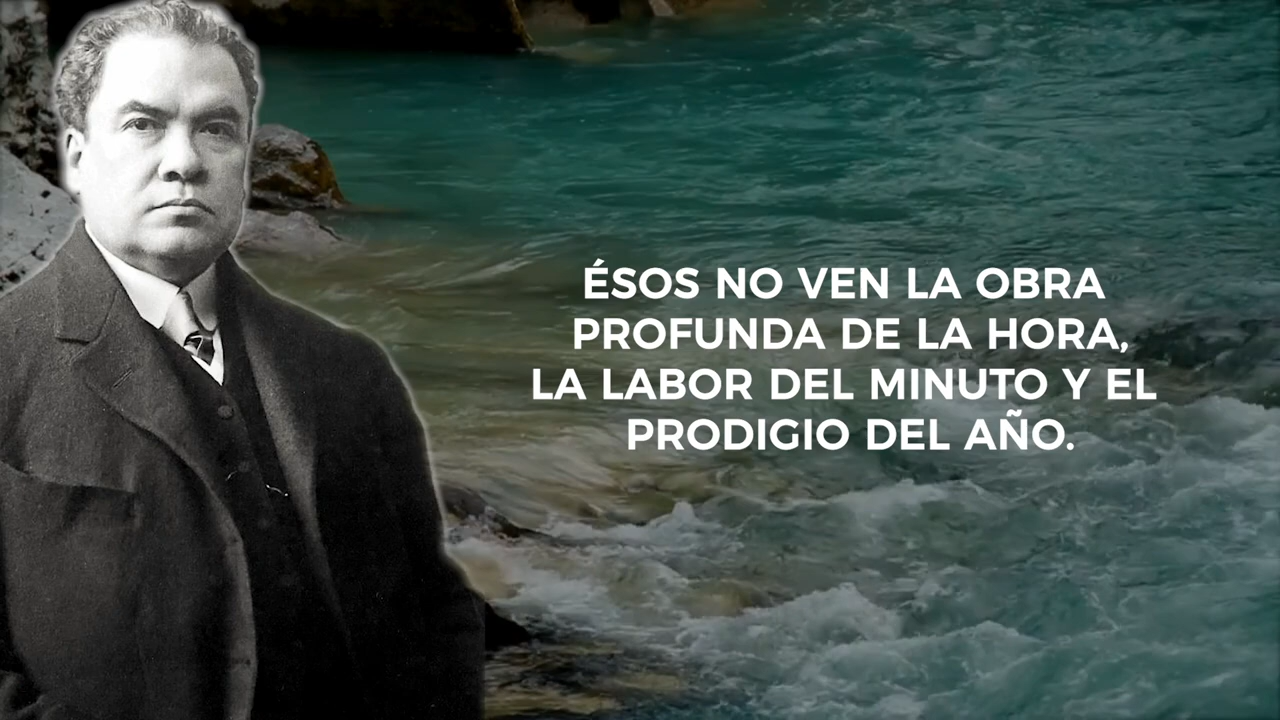 ÉSOS NO VEN LA OBRA
PROFUNDA DE LA HORA,
LA LABOR DEL MINUTO Y EL
PRODIGIO DEL AÑO.